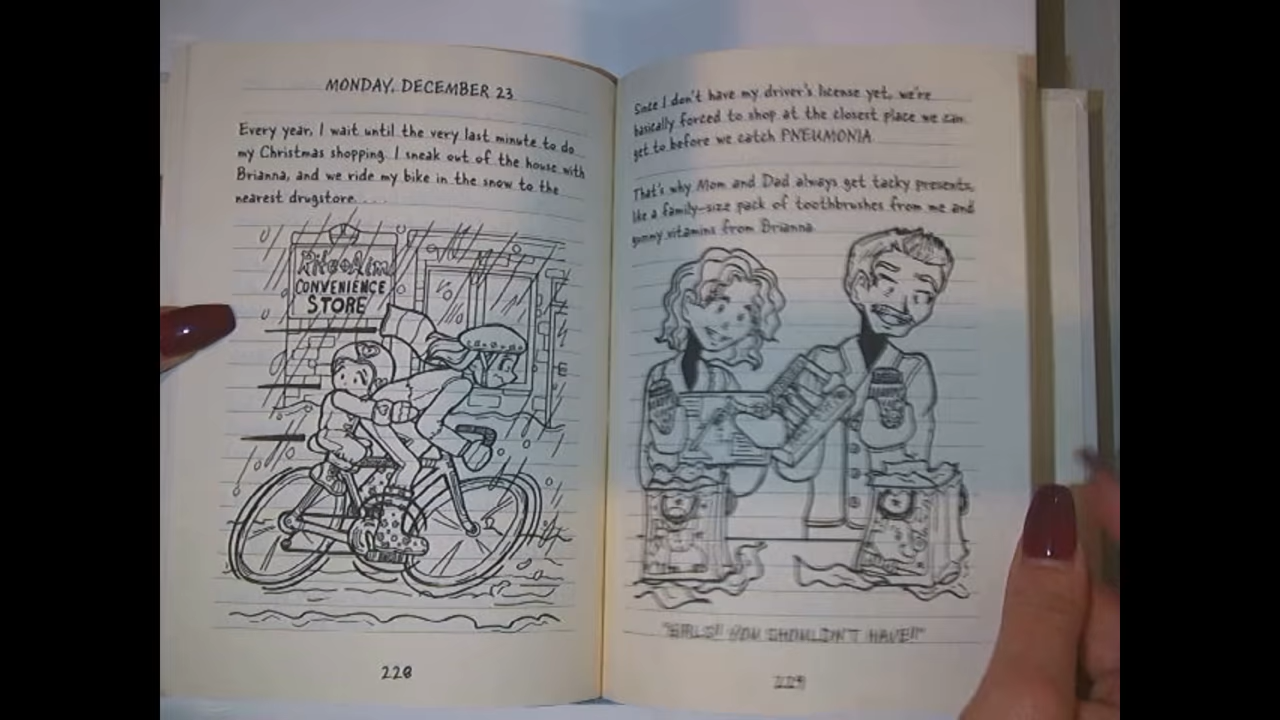 MONDAY, DECEMBER 23
Every year, I wait until the very last minute to do
my Christmas shopping. I sneak out of the house with
Brianna, and we ride my bike in the snow to the
nearest drugstore. . . .
CONVENIENCE
STORE
228
Since I don't have my driver's license yet, we're
basically forced to shop at the closest place we can
get to before we catch PNEUMONIA.
That's why Mom and Dad always get tacky presents,
like a family-size pack of toothbrushes from me and
gummy vitamins from Brianna.
"GIRLS!! YOU SHOULDN'T HAVE!!"
229